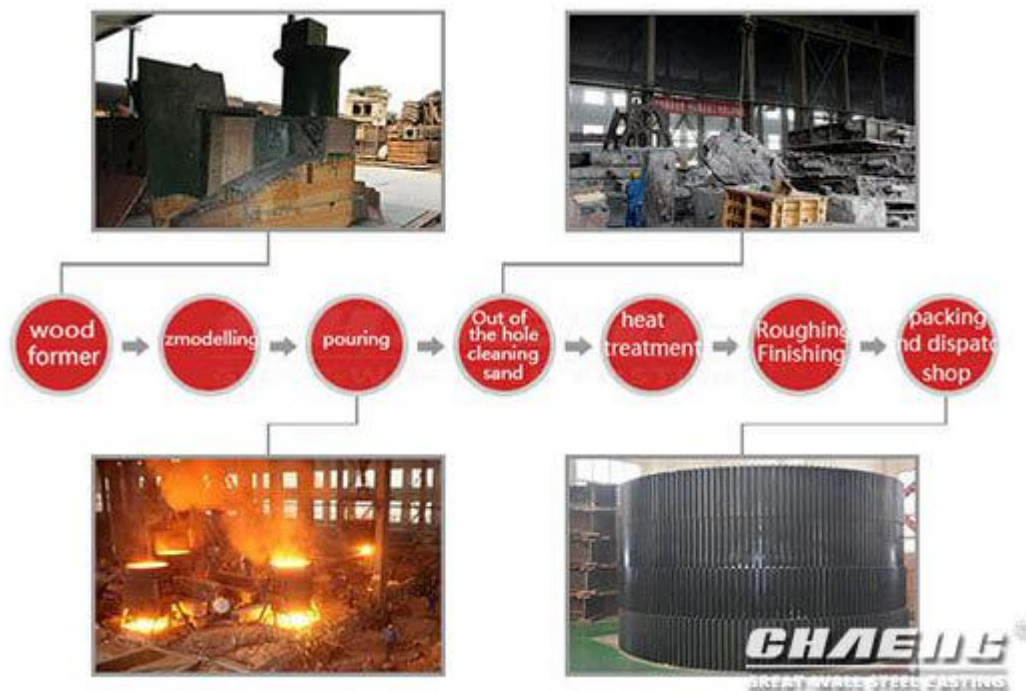 wood
former
zmodelling
pouring
Out of
the hole
cleaning
sand
heat
treatment
Roughing
Finishing
packing
nd dispatc
shop
CHAENG
GREAT WALL STEEL CASTING